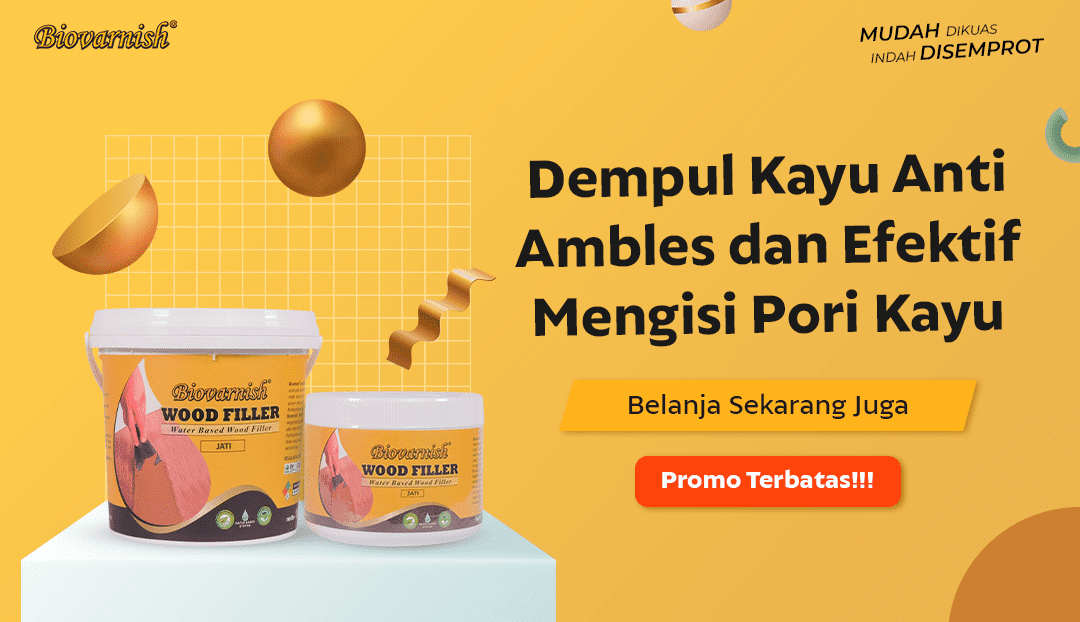 Biovarnish®
MUDAH DIKUAS
INDAH DISEMPROT
Dempul Kayu Anti
Ambles dan Efektif
Mengisi Pori Kayu
Belanja Sekarang Juga
Promo Terbatas!!!
Biovarnish®
WOOD FILLER
Water Based Wood Filler
JATI
Biovarnish®
WOOD FILLER
Water Based Wood Filler
JATI